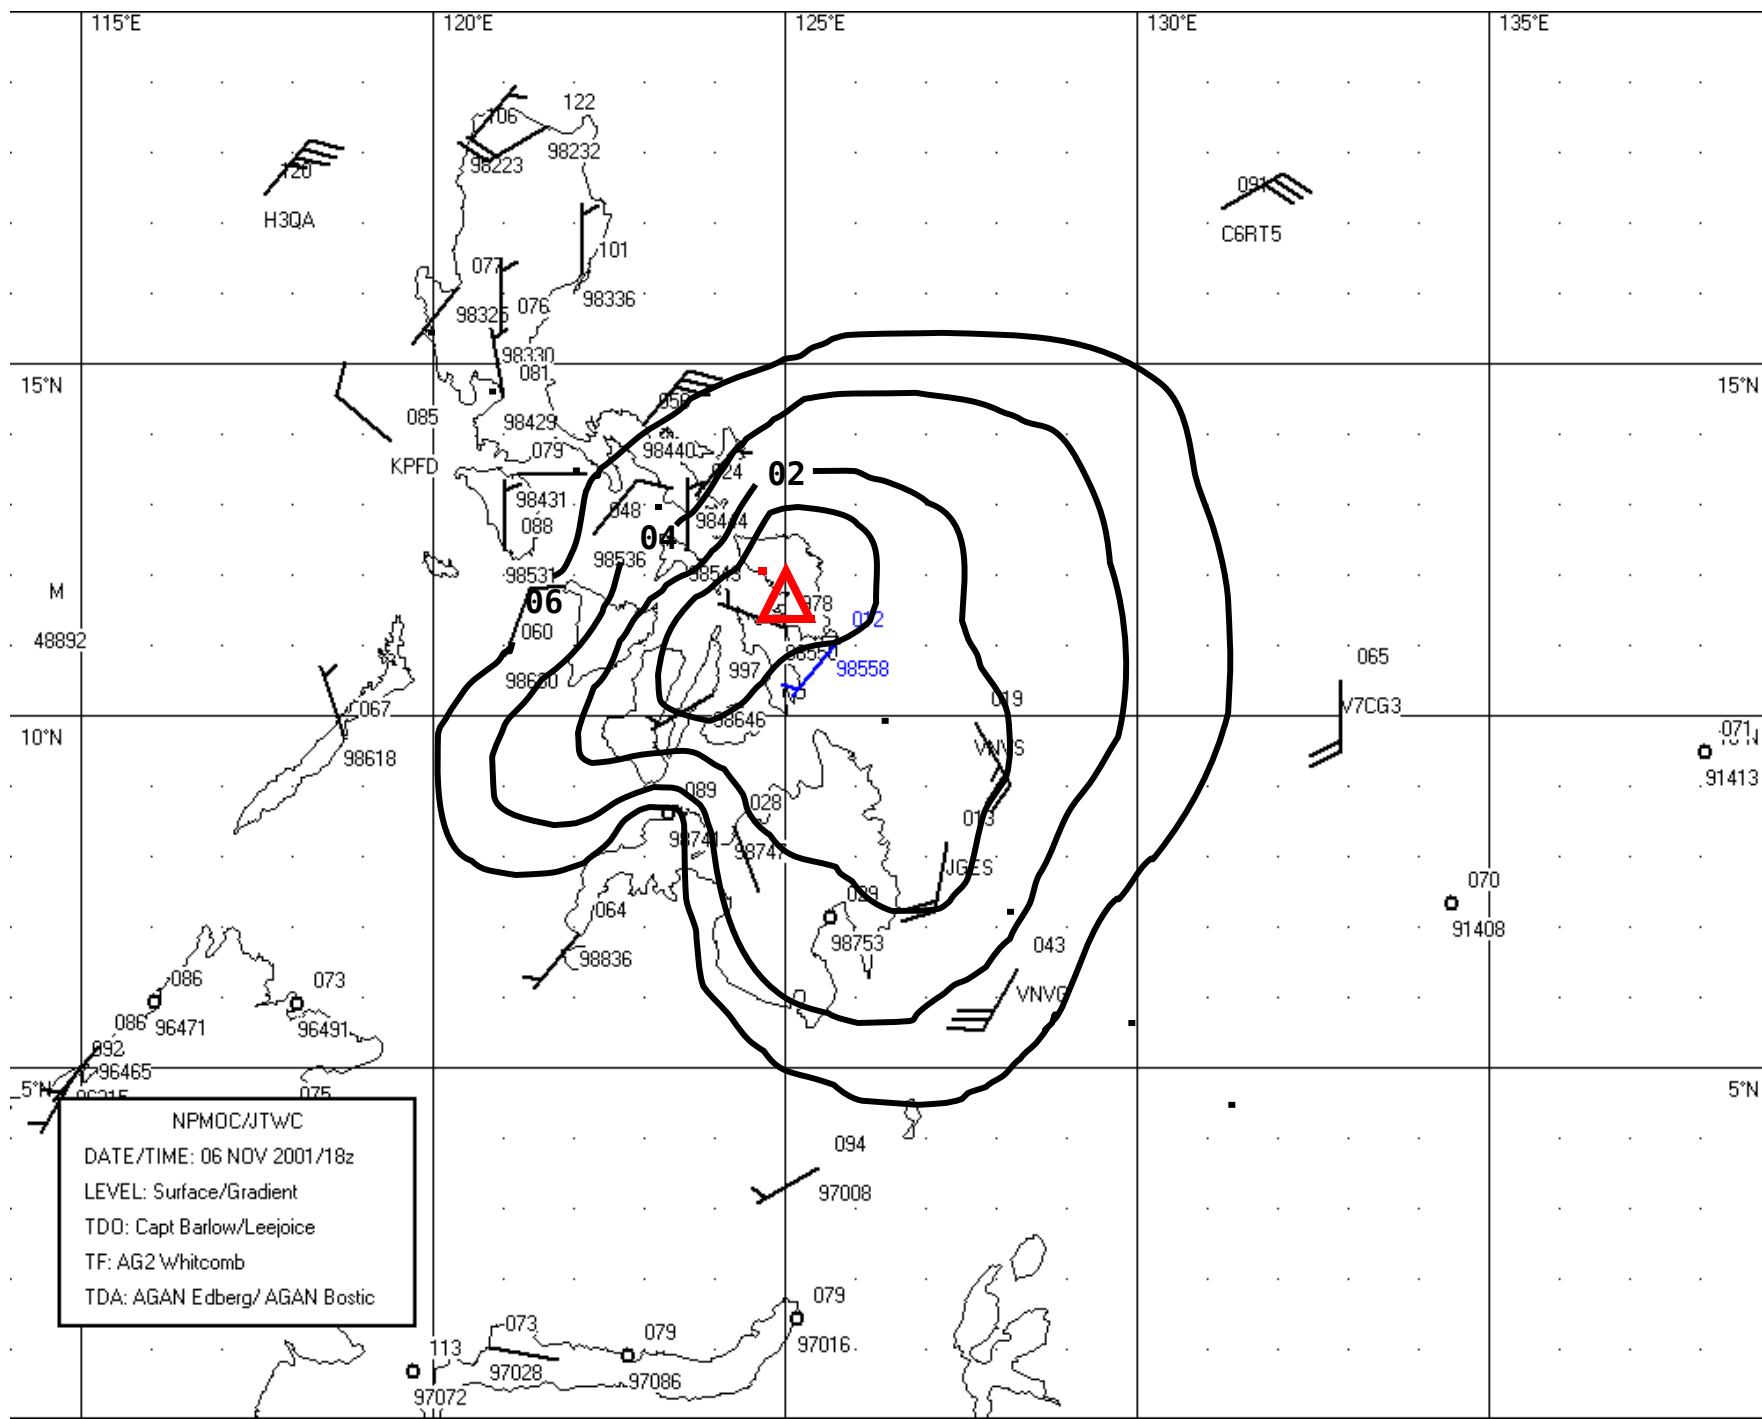 115°E 120°E 125°E 130°E 135°E
106 122
98223 98232
120
H3QA
091
C6RT5
077 101
98325 076 98336
98330
081
15°N 15°N
085 98429
056
079 98440
KPFD
024
02
98431 048 98444
088 04
98531 98536 98543
M 06 978
48892 060 012
98630 997 98558
065
067 019 V7CG3
98646
10°N 071
98618 VNVS 91413
089 028 013
98741 98747 JGES
070
064 029
98836 98753 043 91408
086 073 VNVG
086 96471 96491
092
96465
5°N 075 5°N
NPMOC/JTWC
DATE/TIME: 06 NOV 2001/18z
LEVEL: Surface/Gradient
TDO: Capt Barlow/Leejoice
TF: AG2 Whitcomb
TDA: AGAN Edberg/ AGAN Bostic
094
97008
079
073 079
113 97016
97028 97086
97072